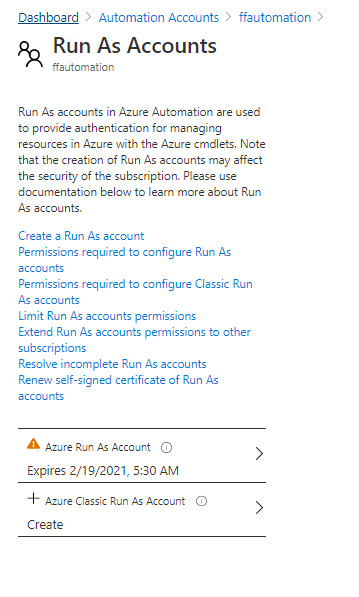 Dashboard > Automation Accounts > ffautomation >
Run As Accounts
ffautomation
Run As accounts in Azure Automation are used
to provide authentication for managing
resources in Azure with the Azure cmdlets. Note
that the creation of Run As accounts may affect
the security of the subscription. Please use
documentation below to learn more about Run
As accounts.
Create a Run As account
Permissions required to configure Run As
accounts
Permissions required to configure Classic Run
As accounts
Limit Run As accounts permissions
Extend Run As accounts permissions to other
subscriptions
Resolve incomplete Run As accounts
Renew self-signed certificate of Run As
accounts
Azure Run As Account
Expires 2/19/2021, 5:30 AM
Azure Classic Run As Account
Create